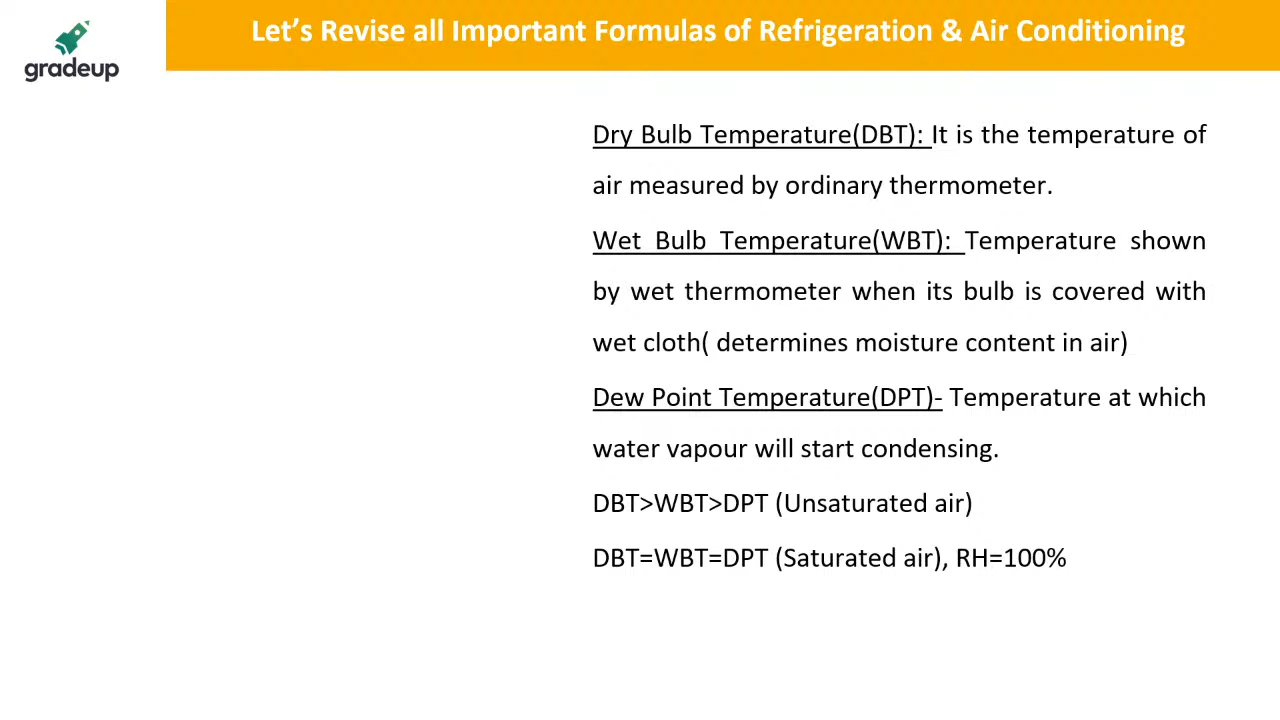 Let's Revise all Important Formulas of Refrigeration & Air Conditioning
gradeup
Dry Bulb Temperature(DBT): It is the temperature of
air measured by ordinary thermometer.
Wet Bulb Temperature(WBT): Temperature shown
by wet thermometer when its bulb is covered with
wet cloth( determines moisture content in air)
Dew Point Temperature(DPT)- Temperature at which
water vapour will start condensing.
DBT>WBT>DPT (Unsaturated air)
DBT=WBT=DPT (Saturated air), RH=100%